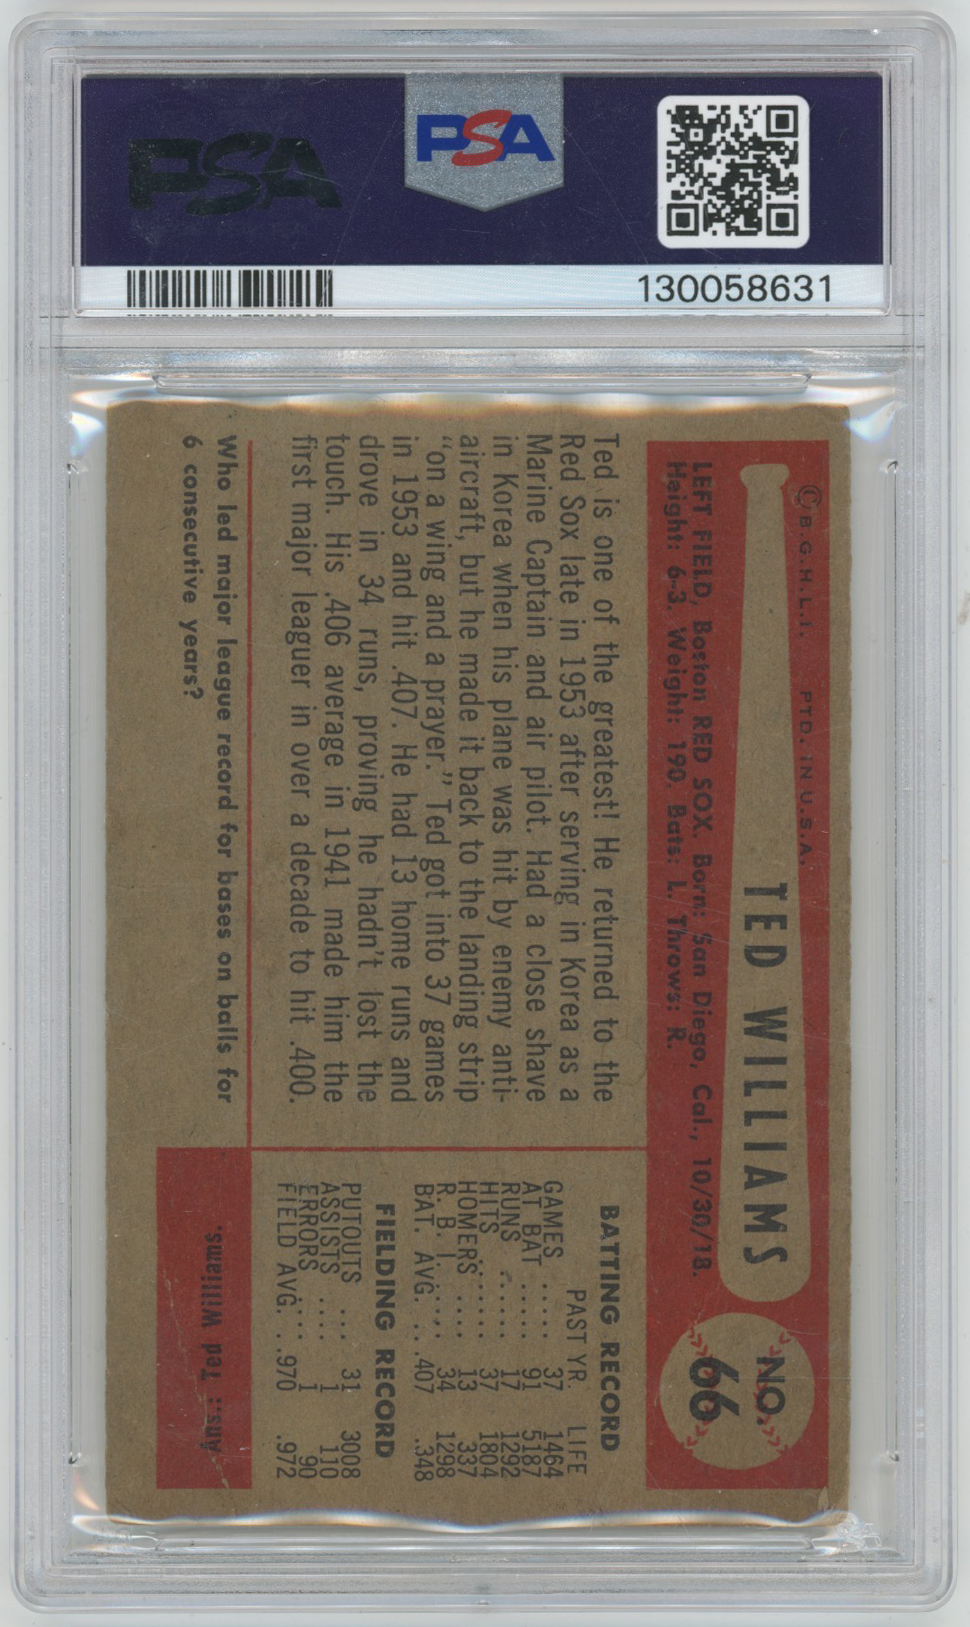 PSA
PSA
130058631
© B.G.H.L.I. PTD. IN U.S.A.
TED WILLIAMS
NO.
66
LEFT FIELD, Boston RED SOX. Born: San Diego, Cal., 10/30/18.
Height: 6-3. Weight: 190. Bats: L. Throws: R.
Ted is one of the greatest! He returned to the
Red Sox late in 1953 after serving in Korea as a
Marine Captain and air pilot. Had a close shave
in Korea when his plane was hit by enemy anti-
aircraft, but he made it back to the landing strip
“on a wing and a prayer.” Ted got into 37 games
in 1953 and hit .407. He had 13 home runs and
drove in 34 runs, proving he hadn't lost the
touch. His .406 average in 1941 made him the
first major leaguer in over a decade to hit .400.
BATTING RECORD
PAST YR. LIFE
GAMES .... 37 1464
AT BAT ..... 91 5187
RUNS ..... 17 1292
HITS ...... 37 1804
HOMERS .... 13 337
R. B. I. .... 34 1298
BAT. AVG. .. .407 .348
FIELDING RECORD
PUTOUTS ... 31 3008
ASSISTS .... 1 110
ERRORS .... 1 90
FIELD AVG. . .970 .972
Who led major league record for bases on balls for
6 consecutive years?
Ans.: Ted Williams.